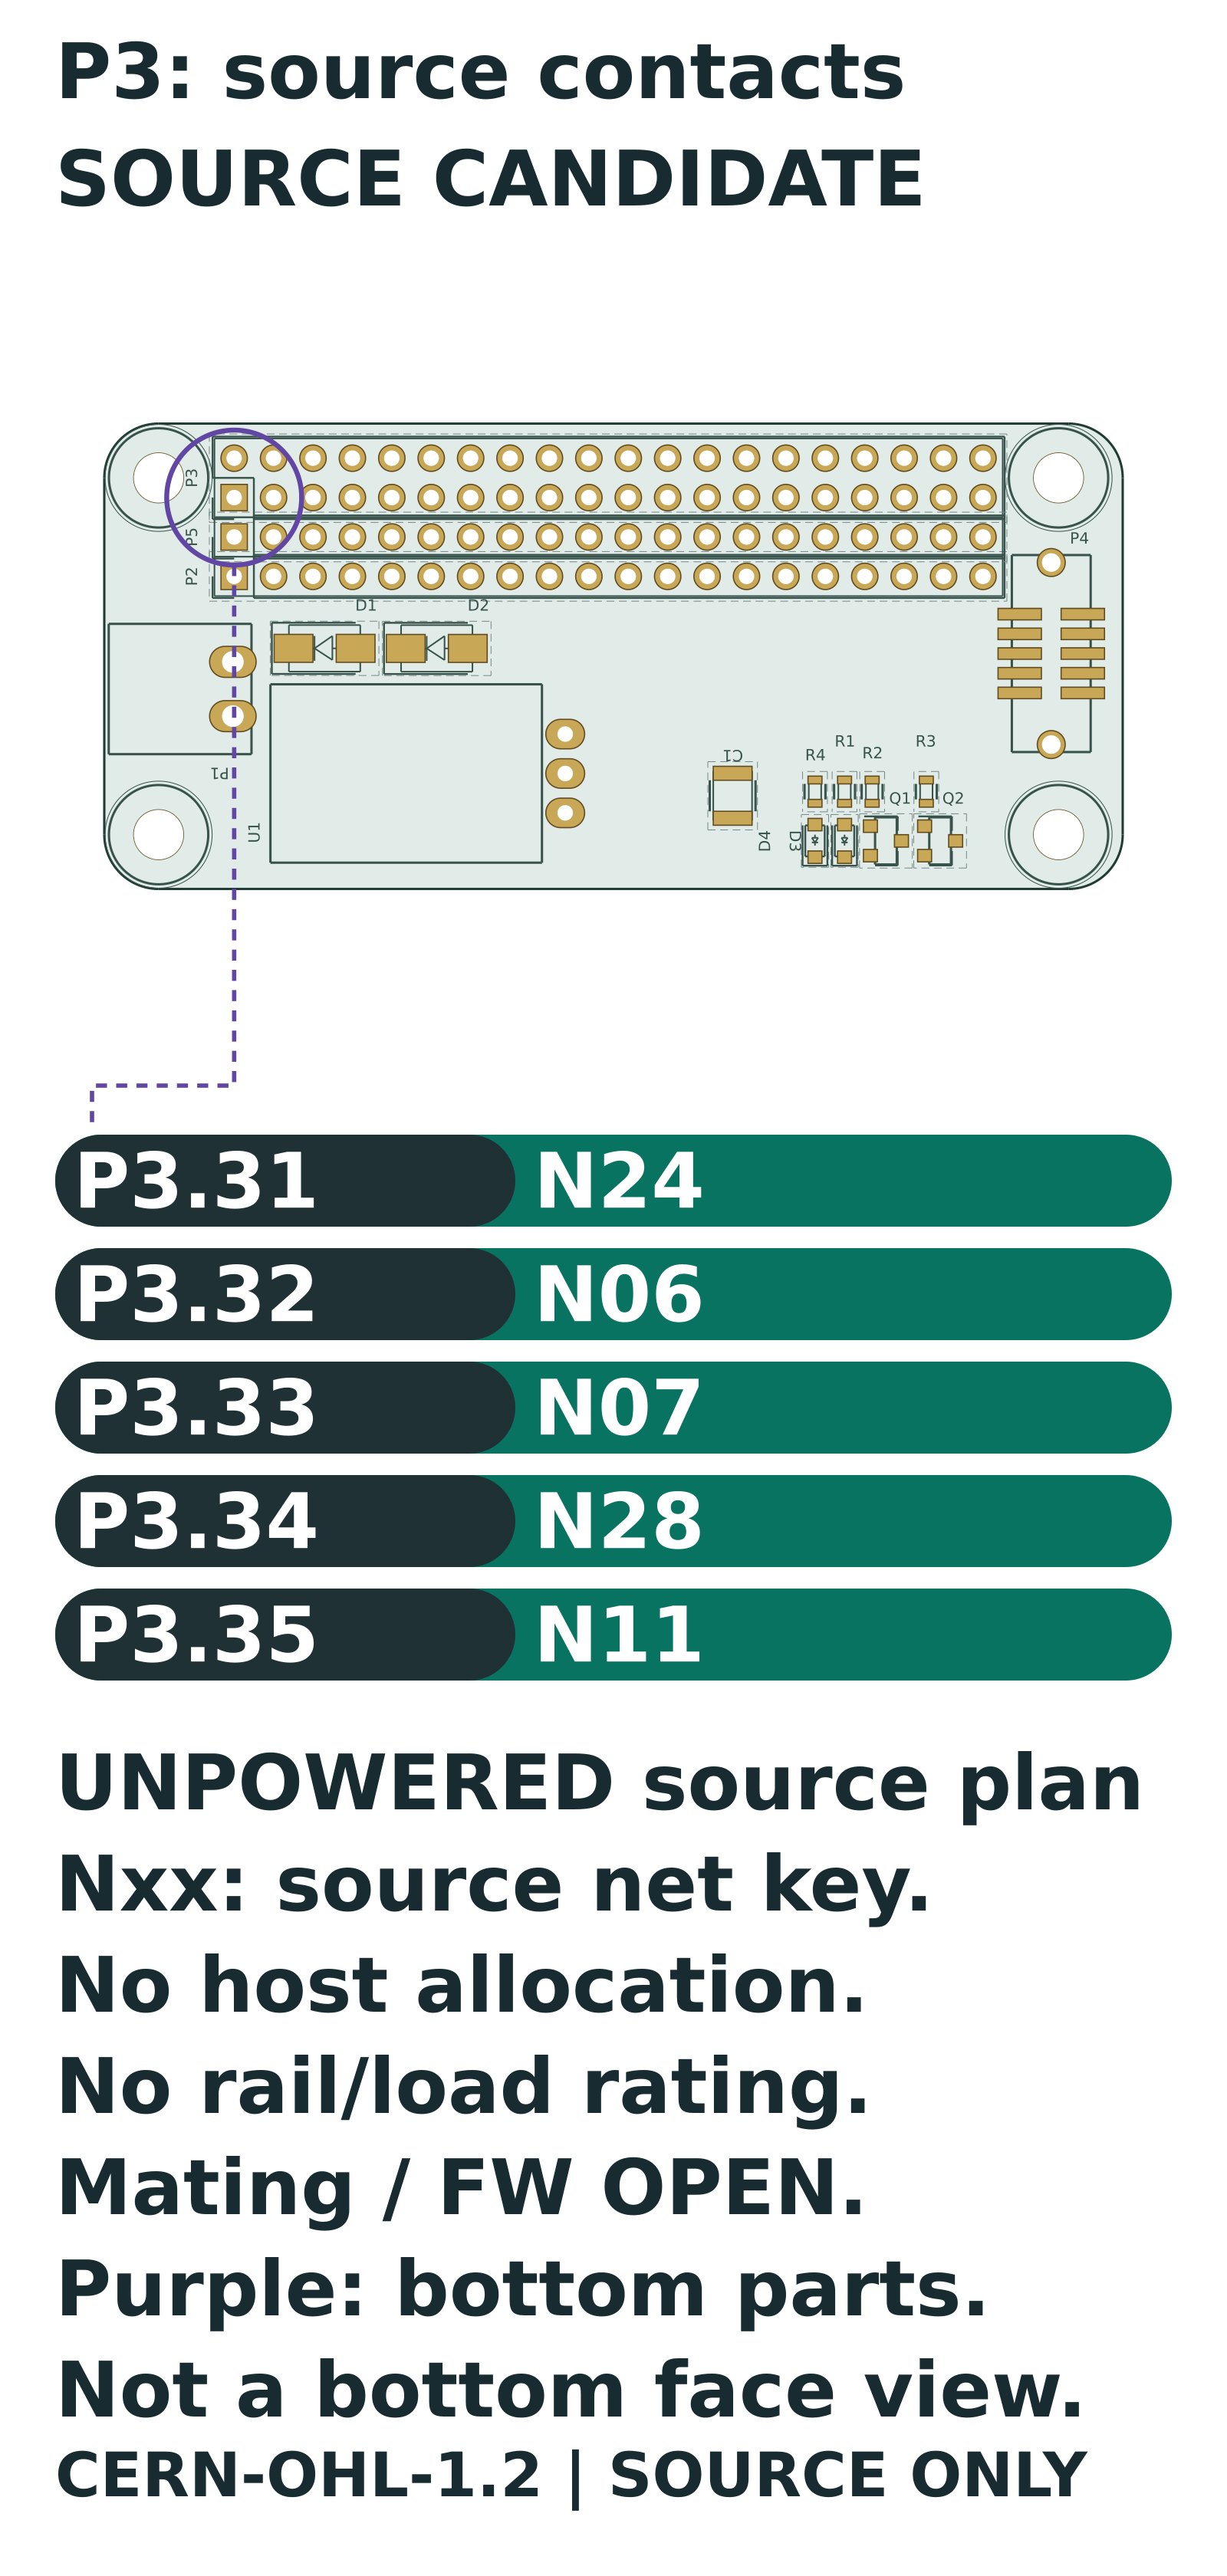 P3: source contacts
SOURCE CANDIDATE
P3
P5
P4
P2
D1 D2
R1
R3
C1
R4
R2
P1
Q1 Q2
U1
D4
D3
P3.31 N24
P3.32 N06
P3.33 N07
P3.34 N28
P3.35 N11
UNPOWERED source plan
Nxx: source net key.
No host allocation.
No rail/load rating.
Mating / FW OPEN.
Purple: bottom parts.
Not a bottom face view.
CERN-OHL-1.2 | SOURCE ONLY